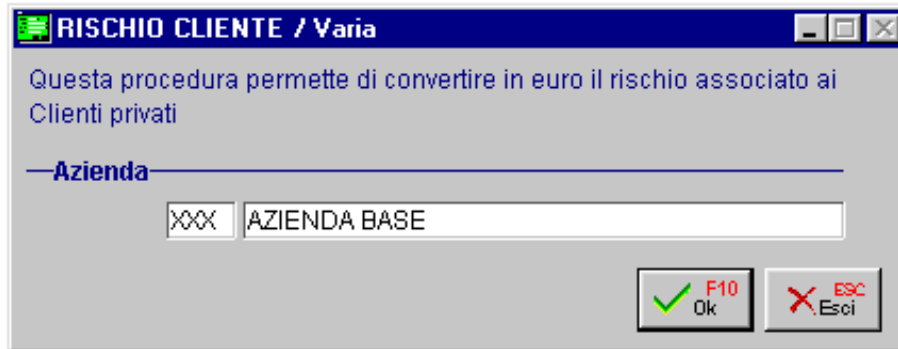 RISCHIO CLIENTE / Varia
Questa procedura permette di convertire in euro il rischio associato ai
Clienti privati
Azienda
XXX AZIENDA BASE
F10 ESC
Ok Esci